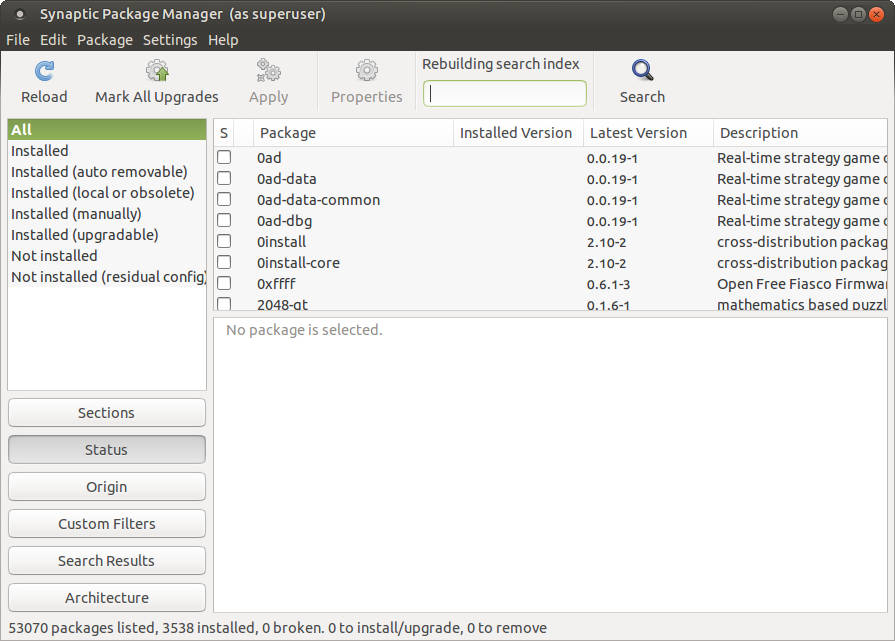 Synaptic Package Manager (as superuser)
File Edit Package Settings Help
Reload
Mark All Upgrades
Apply
Properties
Rebuilding search index
Search
All
Installed
Installed (auto removable)
Installed (local or obsolete)
Installed (manually)
Installed (upgradable)
Not installed
Not installed (residual config)
Sections
Status
Origin
Custom Filters
Search Results
Architecture
S Package Installed Version Latest Version Description
0ad 0.0.19-1 Real-time strategy game
0ad-data 0.0.19-1 Real-time strategy game
0ad-data-common 0.0.19-1 Real-time strategy game
0ad-dbg 0.0.19-1 Real-time strategy game
0install 2.10-2 cross-distribution packag
0install-core 2.10-2 cross-distribution packag
0xffff 0.6.1-3 Open Free Fiasco Firmwar
2048-qt 0.1.6-1 mathematics based puzzl
No package is selected.
53070 packages listed, 3538 installed, 0 broken. 0 to install/upgrade, 0 to remove